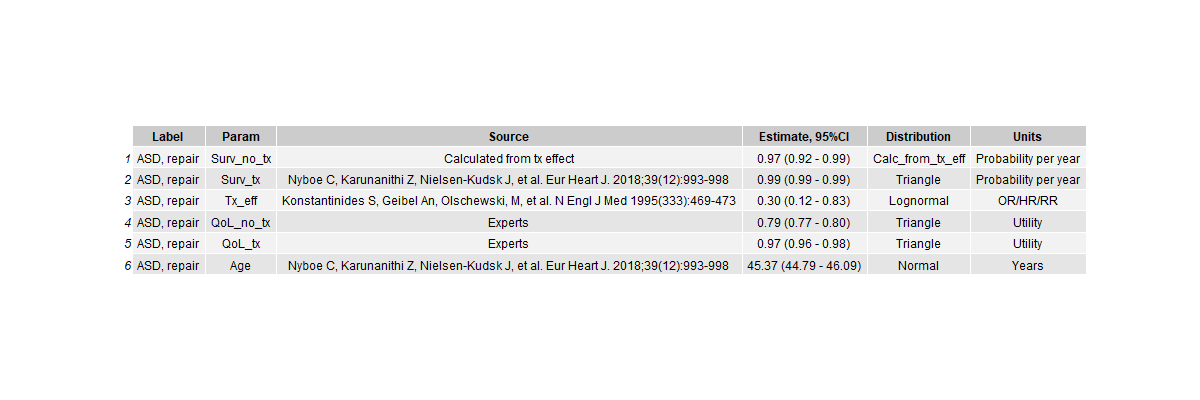 Label Param Source Estimate, 95%CI Distribution Units
1 ASD, repair Surv_no_tx Calculated from tx effect 0.97 (0.92 - 0.99) Calc_from_tx_eff Probability per year
2 ASD, repair Surv_tx Nyboe C, Karunanithi Z, Nielsen-Kudsk J, et al. Eur Heart J. 2018;39(12):993-998 0.99 (0.99 - 0.99) Triangle Probability per year
3 ASD, repair Tx_eff Konstantinides S, Geibel An, Olschewski, M, et al. N Engl J Med 1995(333):469-473 0.30 (0.12 - 0.83) Lognormal OR/HR/RR
4 ASD, repair QoL_no_tx Experts 0.79 (0.77 - 0.80) Triangle Utility
5 ASD, repair QoL_tx Experts 0.97 (0.96 - 0.98) Triangle Utility
6 ASD, repair Age Nyboe C, Karunanithi Z, Nielsen-Kudsk J, et al. Eur Heart J. 2018;39(12):993-998 45.37 (44.79 - 46.09) Normal Years